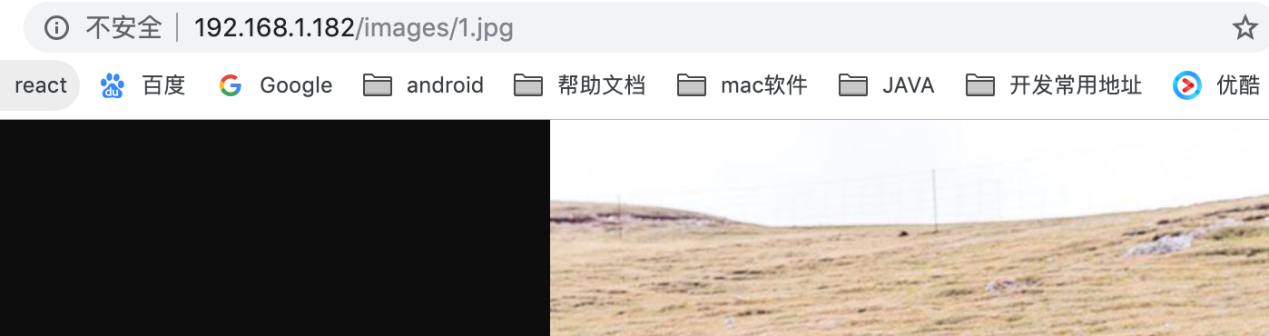 不安全 192.168.1.182/images/1.jpg
react 百度 Google android 帮助文档 mac软件 JAVA 开发常用地址 优酷